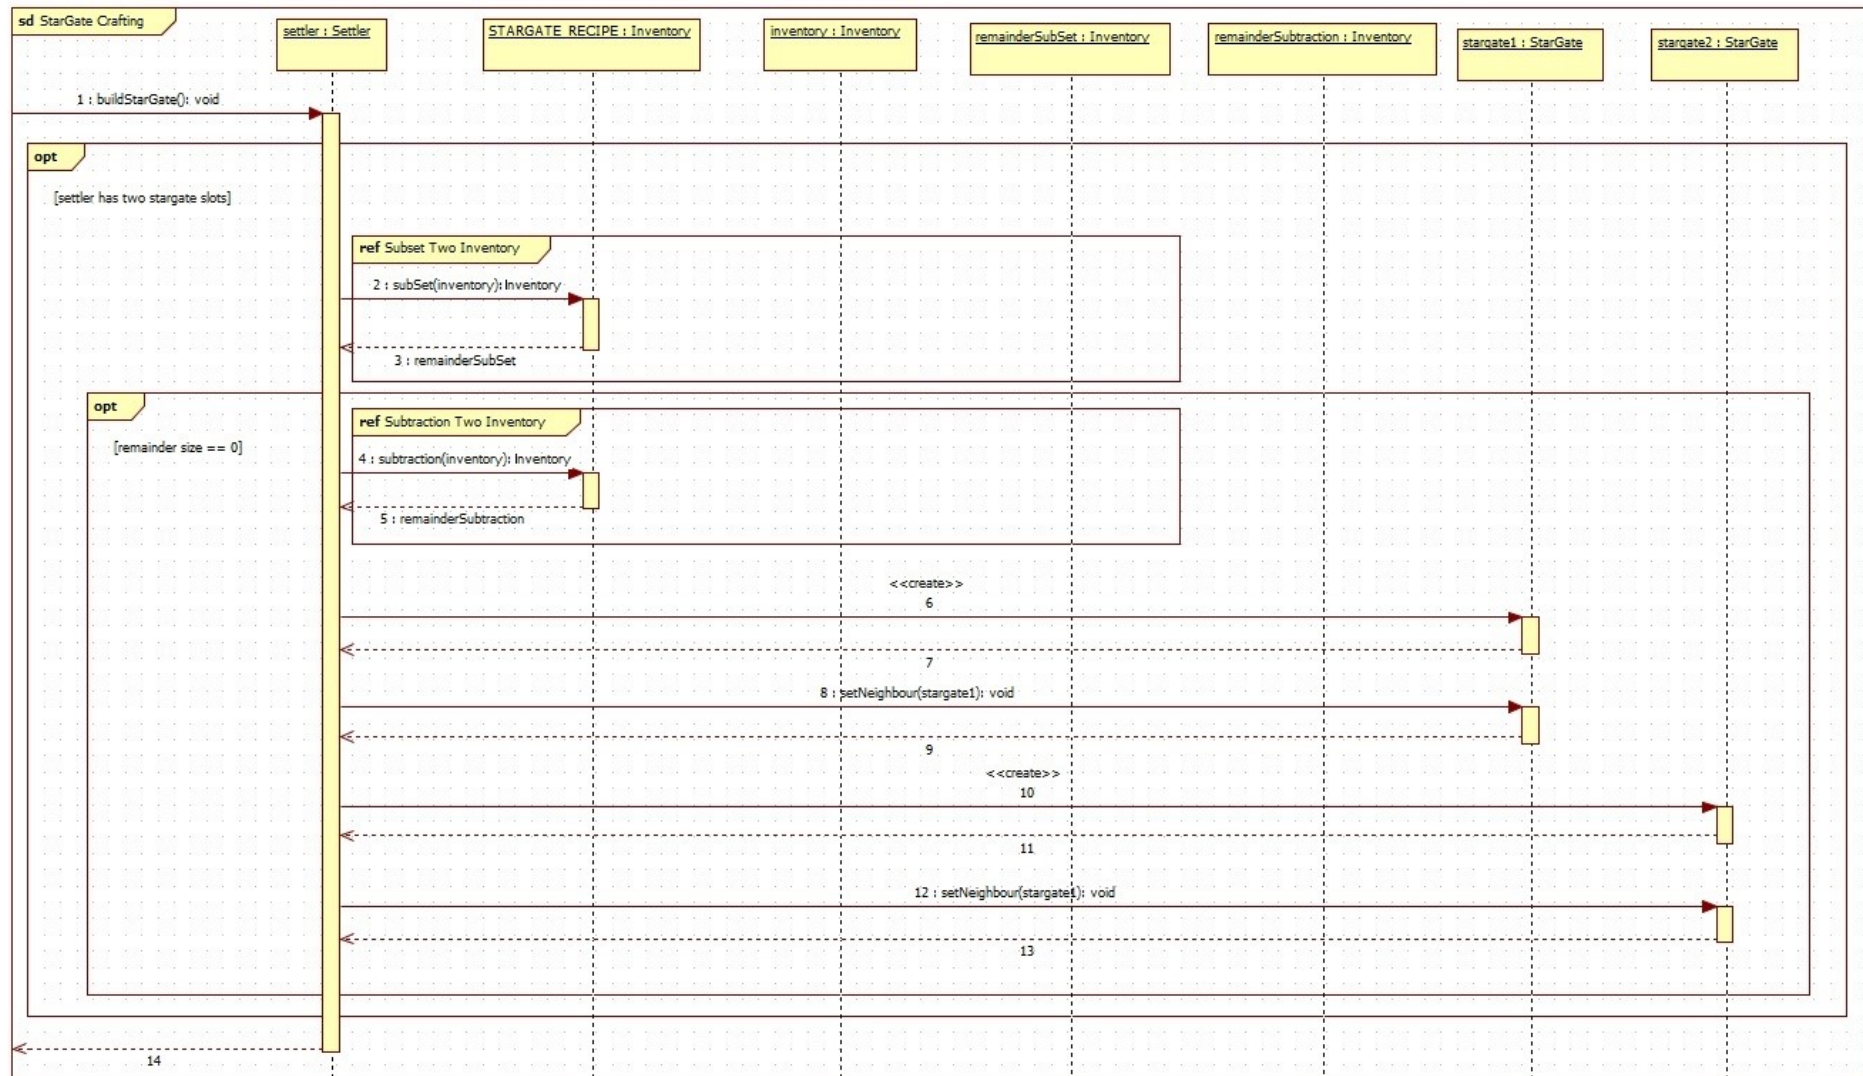 sd StarGate Crafting
settler : Settler
STARGATE_RECIPE : Inventory
inventory : Inventory
remainderSubSet : Inventory
remainderSubtraction : Inventory
stargate1 : StarGate
stargate2 : StarGate
1 : buildStarGate(): void
opt
[settler has two stargate slots]
ref Subset Two Inventory
2 : subSet(inventory): Inventory
3 : remainderSubSet
opt
[remainder size == 0]
ref Subtraction Two Inventory
4 : subtraction(inventory): Inventory
5 : remainderSubtraction
<<create>>
6
7
8 : setNeighbour(stargate1): void
9
<<create>>
10
11
12 : setNeighbour(stargate1): void
13
14